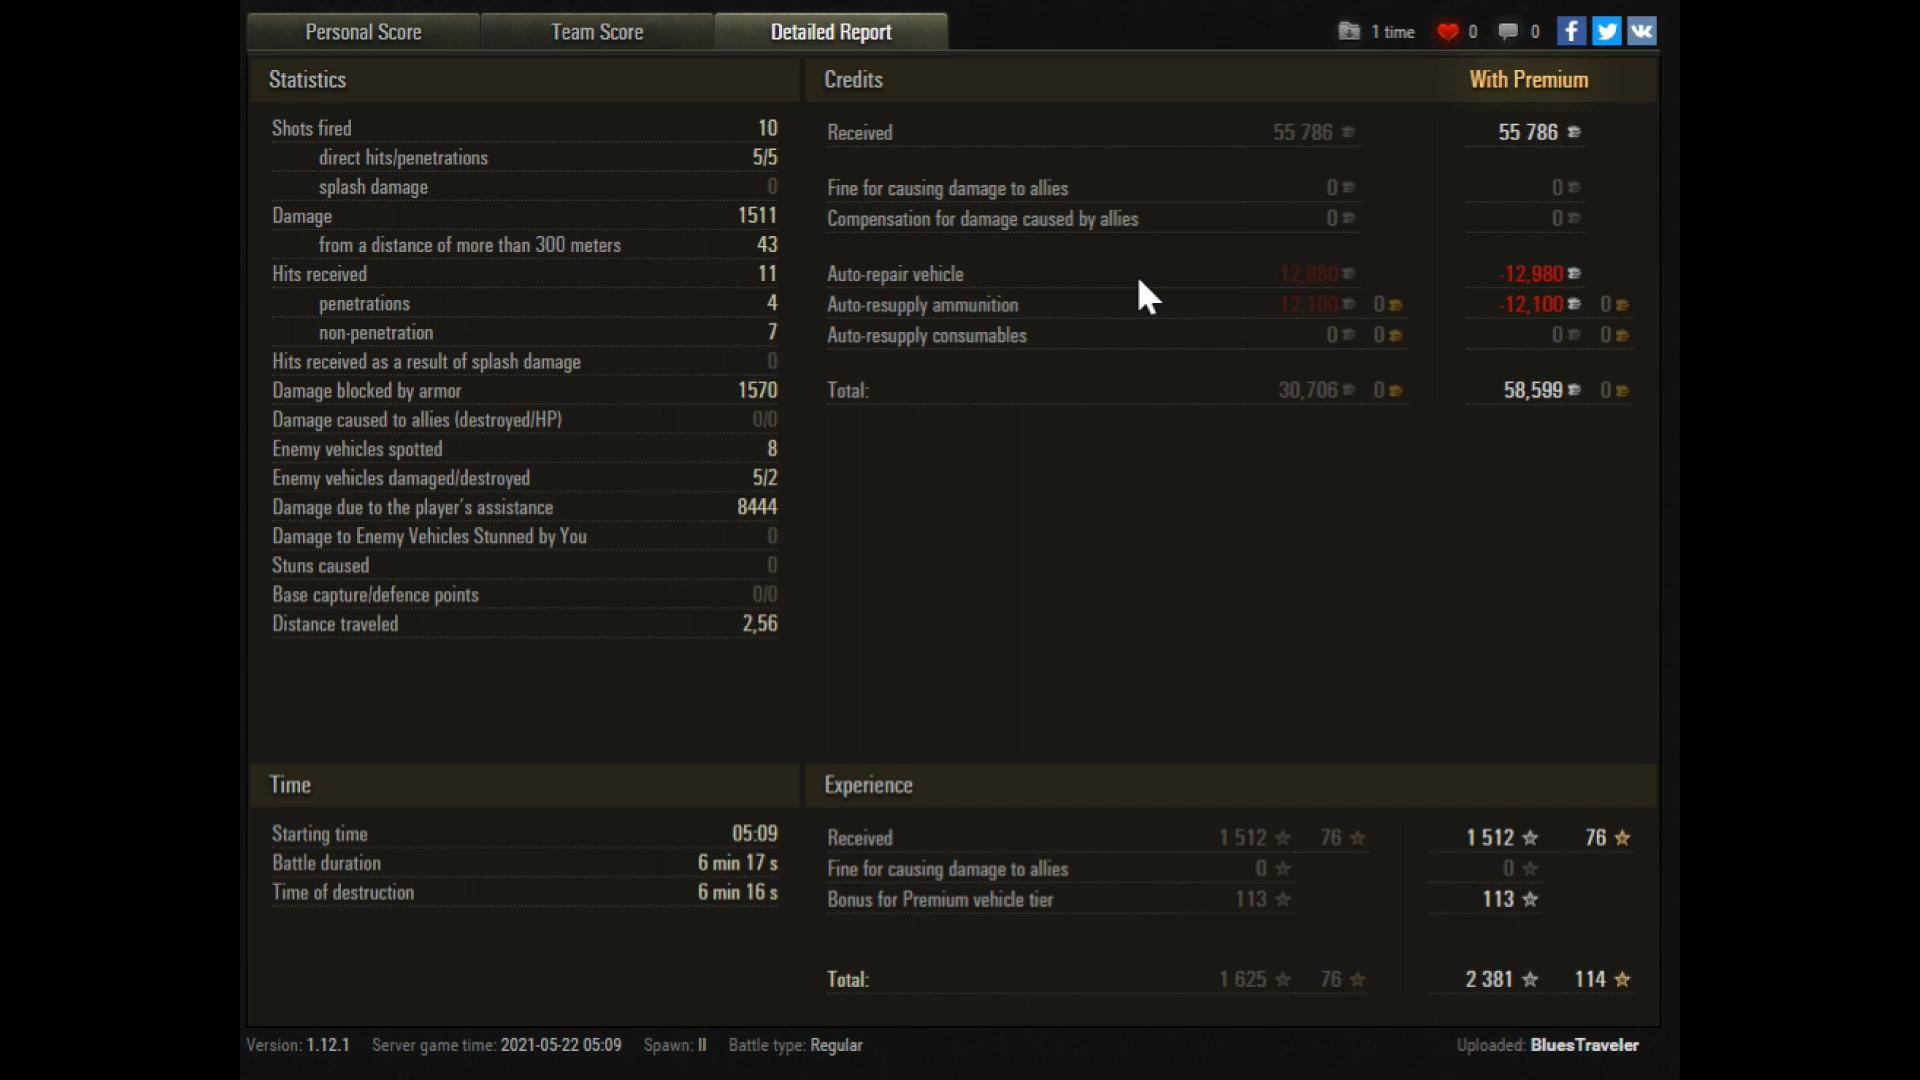 Personal Score Team Score Detailed Report 1 time 0 0
Statistics
Shots fired 10
direct hits/penetrations 5/5
splash damage 0
Damage 1511
from a distance of more than 300 meters 43
Hits received 11
penetrations 4
non-penetration 7
Hits received as a result of splash damage 0
Damage blocked by armor 1570
Damage caused to allies (destroyed/HP) 0/0
Enemy vehicles spotted 8
Enemy vehicles damaged/destroyed 5/2
Damage due to the player's assistance 8444
Damage to Enemy Vehicles Stunned by You 0
Stuns caused 0
Base capture/defence points 0/0
Distance traveled 2,56
Credits With Premium
Received 55 786 55 786
Fine for causing damage to allies 0 0
Compensation for damage caused by allies 0 0
Auto-repair vehicle -12,980 -12,980
Auto-resupply ammunition -12,100 0 -12,100 0
Auto-resupply consumables 0 0 0 0
Total: 30,706 0 58,599 0
Time
Starting time 05:09
Battle duration 6 min 17 s
Time of destruction 6 min 16 s
Experience
Received 1 512 76 1 512 76
Fine for causing damage to allies 0 0
Bonus for Premium vehicle tier 113 113
Total: 1 625 76 2 381 114
Version: 1.12.1 Server game time: 2021-05-22 05:09 Spawn: II Battle type: Regular Uploaded: BluesTraveler